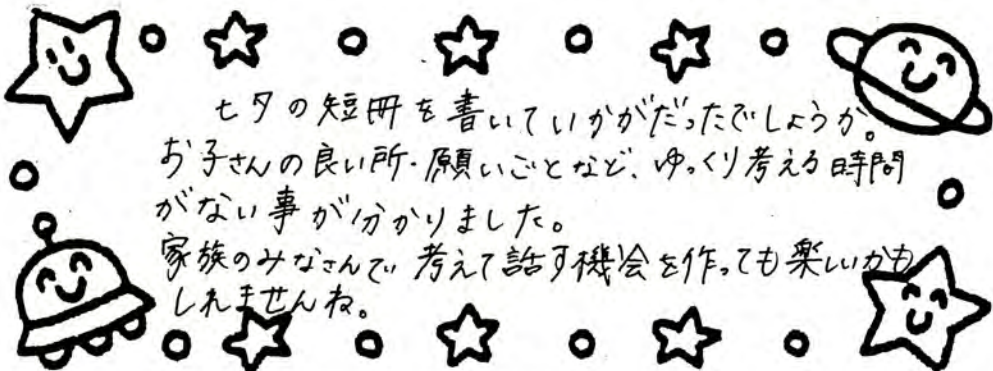 七夕の短冊を書いていかがだったでしょうか。
お子さんの良い所・願いごとなど、ゆっくり考える時間
がない事が分かりました。
家族のみなさんで、考えて話す機会を作っても楽しいかも
しれませんね。